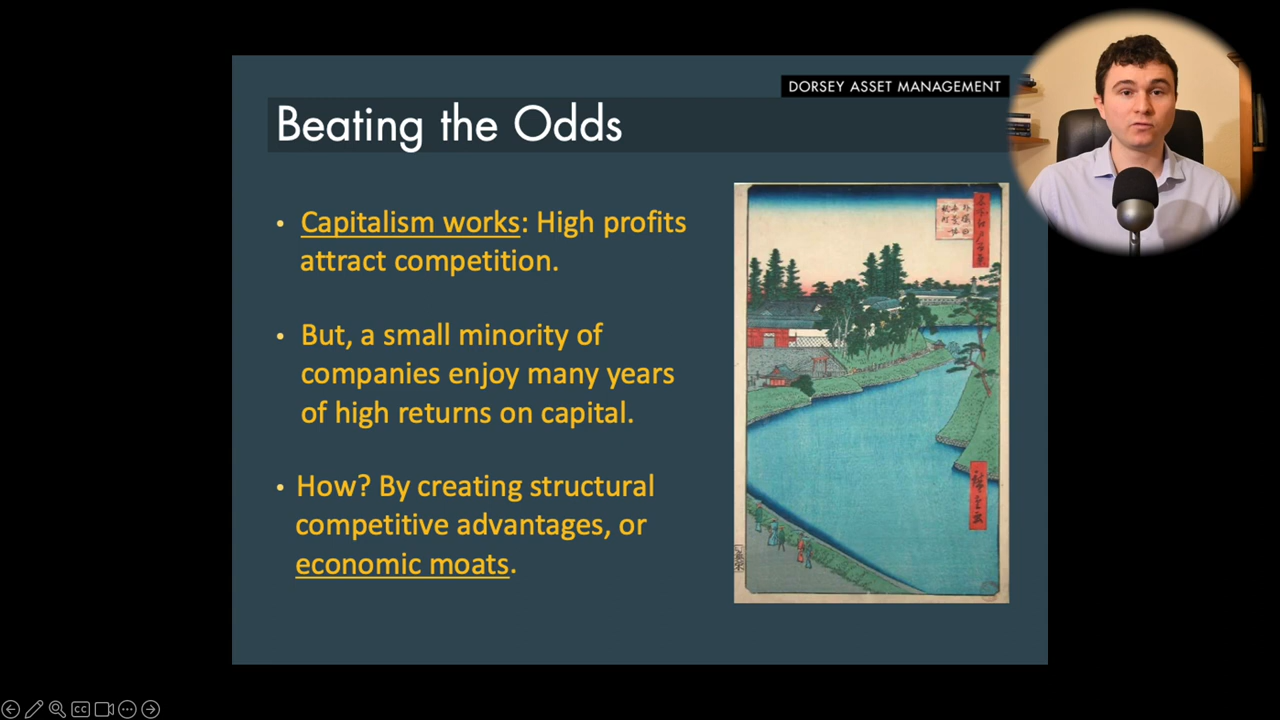 DORSEY ASSET MANAGEMENT
Beating the Odds
• Capitalism works: High profits
attract competition.
• But, a small minority of
companies enjoy many years
of high returns on capital.
• How? By creating structural
competitive advantages, or
economic moats.
CC